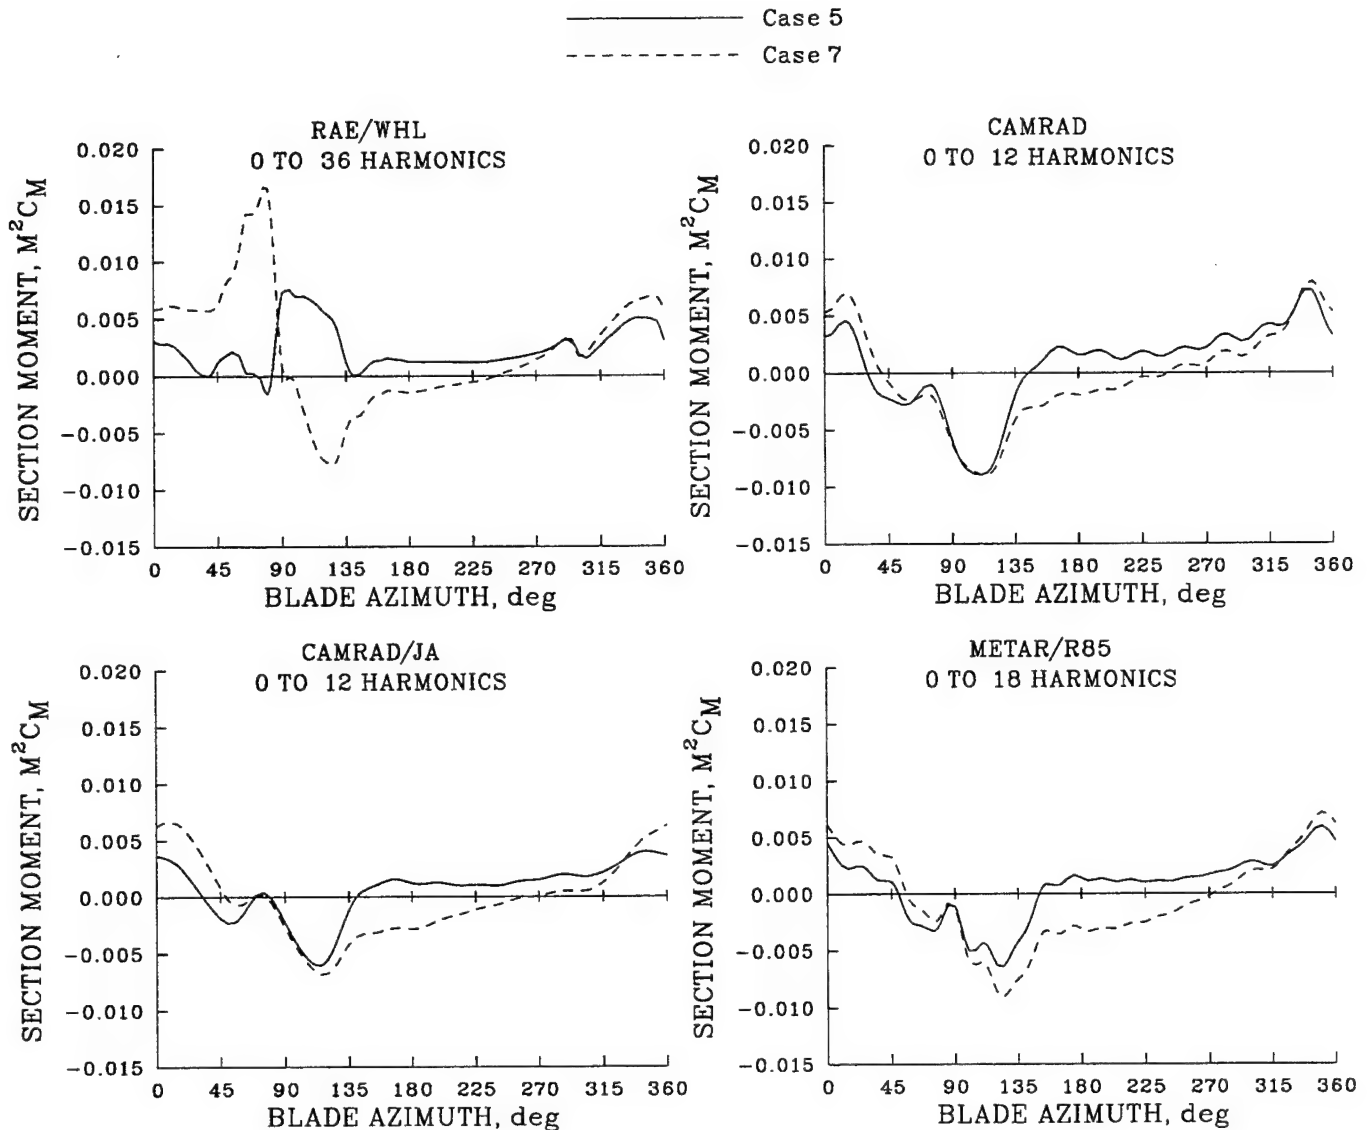 Case 5
Case 7
RAE/WHL
0 TO 36 HARMONICS
SECTION MOMENT, M²C_M
0.020
0.015
0.010
0.005
0.000
−0.005
−0.010
−0.015
0 45 90 135 180 225 270 315 360
BLADE AZIMUTH, deg
CAMRAD
0 TO 12 HARMONICS
SECTION MOMENT, M²C_M
0.020
0.015
0.010
0.005
0.000
−0.005
−0.010
−0.015
0 45 90 135 180 225 270 315 360
BLADE AZIMUTH, deg
CAMRAD/JA
0 TO 12 HARMONICS
SECTION MOMENT, M²C_M
0.020
0.015
0.010
0.005
0.000
−0.005
−0.010
−0.015
0 45 90 135 180 225 270 315 360
BLADE AZIMUTH, deg
METAR/R85
0 TO 18 HARMONICS
SECTION MOMENT, M²C_M
0.020
0.015
0.010
0.005
0.000
−0.005
−0.010
−0.015
0 45 90 135 180 225 270 315 360
BLADE AZIMUTH, deg